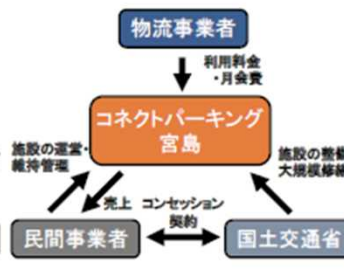 物流事業者
利用料金
・月会費
コネクトパーキング
宮島
施設の運営・
維持管理
施設の整備
大規模修繕
売上
コンセッション
契約
民間事業者
国土交通省